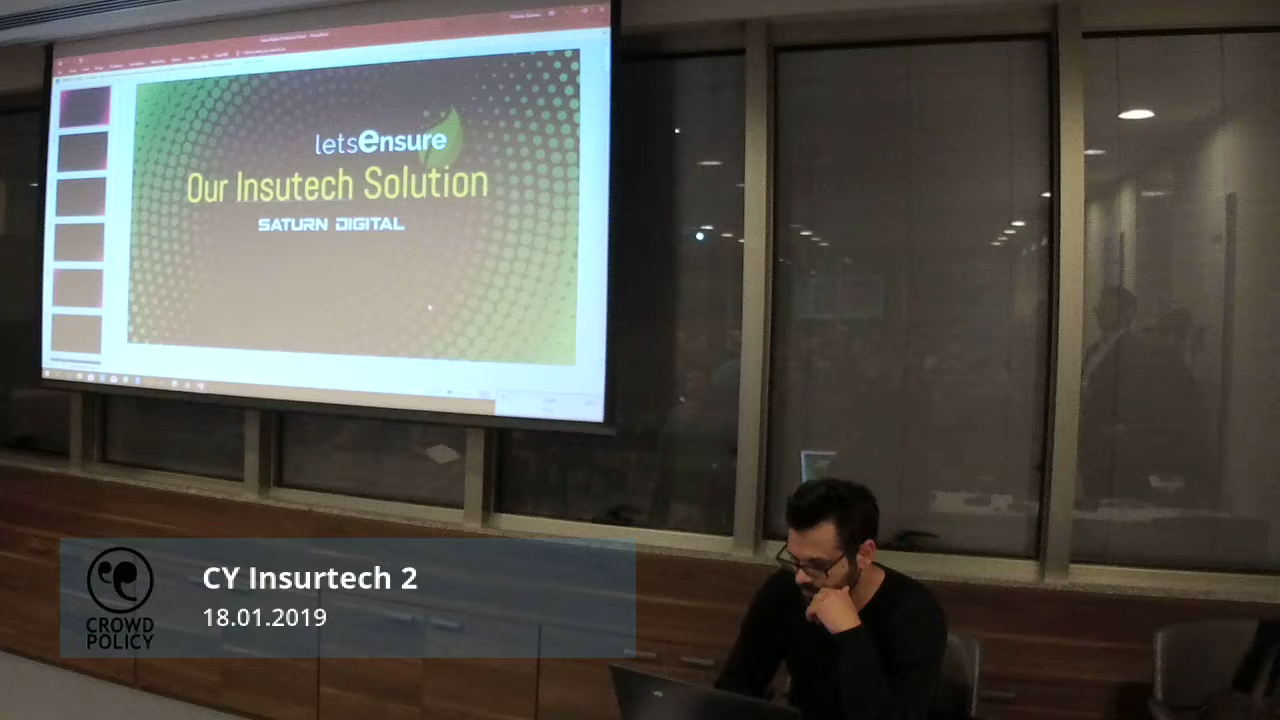 letsensure
Our Insutech Solution
SATURN DIGITAL
CY Insurtech 2
18.01.2019
CROWD
POLICY